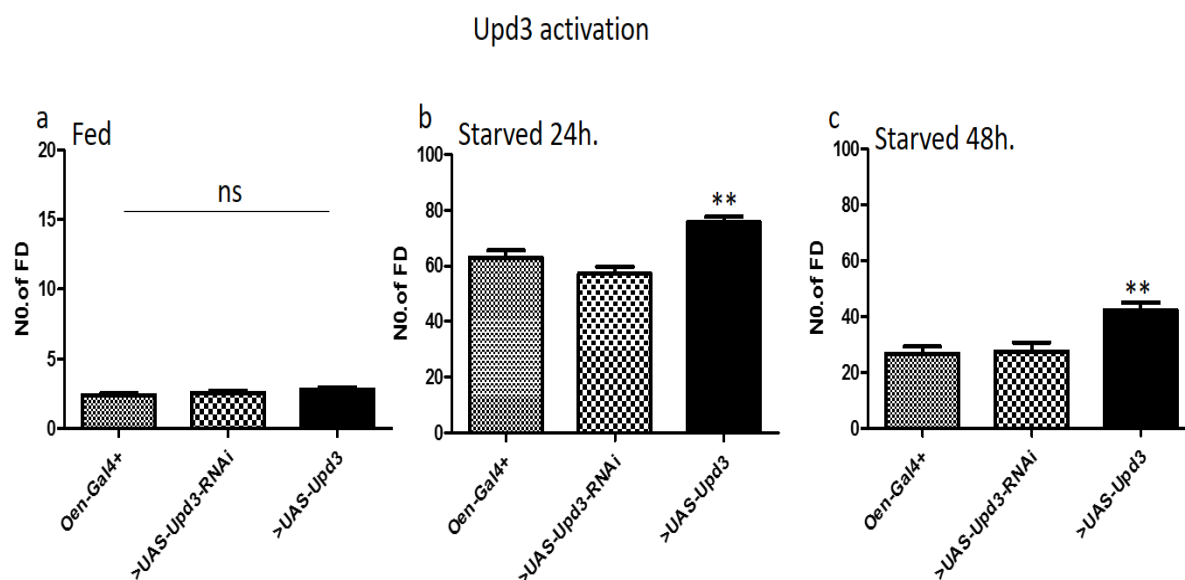 Upd3 activation
a
Fed
20
15
10
5
0
N0.of FD
ns
Oen-Gal4+
>UAS-Upd3-RNAi
>UAS-Upd3
b
Starved 24h.
100
80
60
40
20
0
N0.of FD
**
Oen-Gal4+
>UAS-Upd3-RNAi
>UAS-Upd3
c
Starved 48h.
100
80
60
40
20
0
N0.of FD
**
Oen-Gal4+
>UAS-Upd3-RNAi
>UAS-Upd3